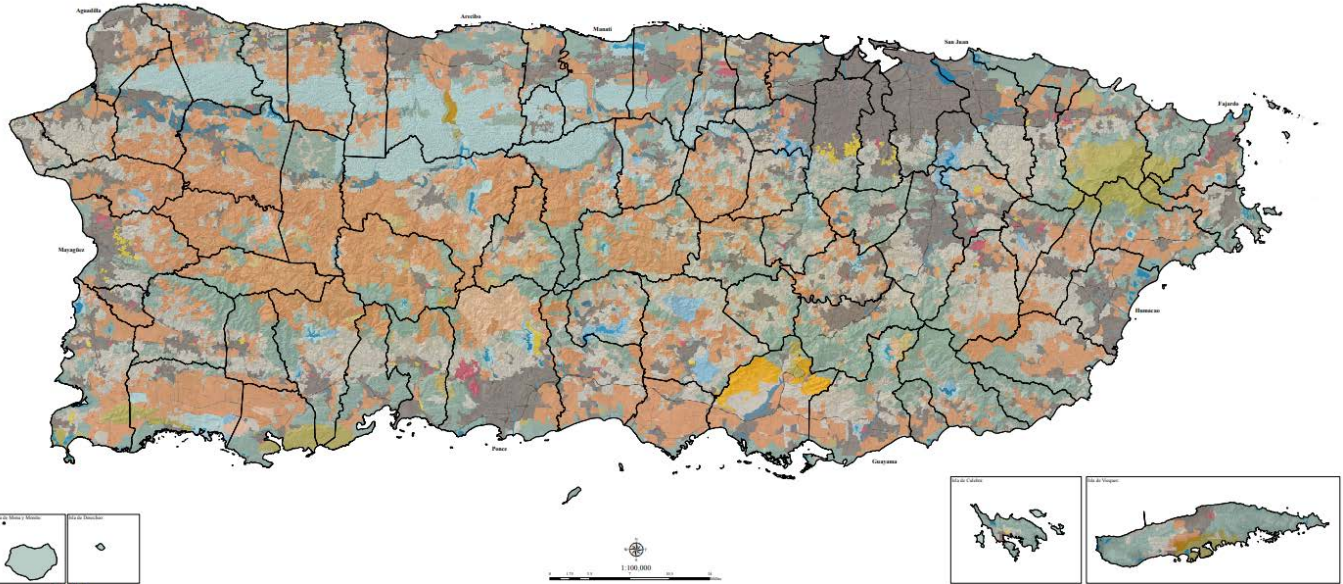 Aguadilla
Arecibo
Manatí
San Juan
Fajardo
Mayagüez
Humacao
Ponce
Guayama
Isla de Culebra
Isla de Vieques
Isla de Desecheo
1:100,000